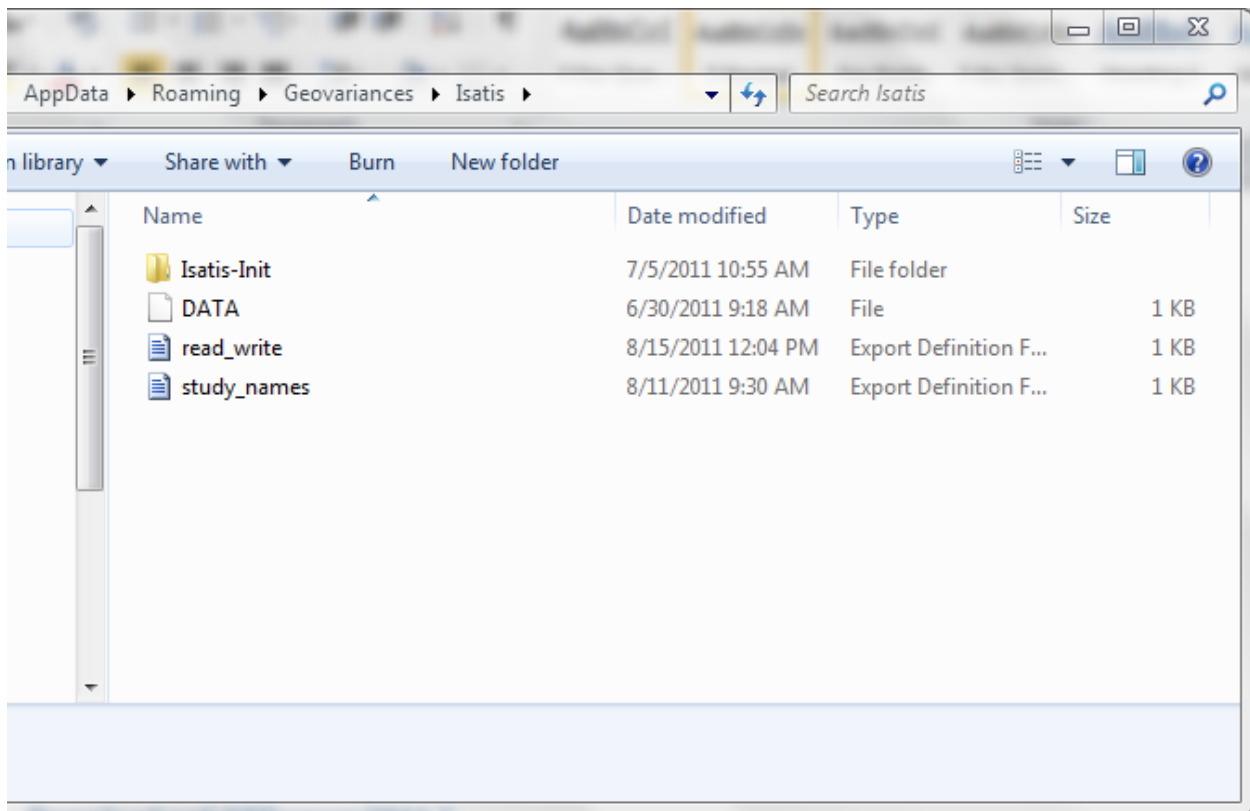 AppData ▸ Roaming ▸ Geovariances ▸ Isatis ▸ Search Isatis
n library Share with Burn New folder
Name Date modified Type Size
Isatis-Init 7/5/2011 10:55 AM File folder
DATA 6/30/2011 9:18 AM File 1 KB
read_write 8/15/2011 12:04 PM Export Definition F... 1 KB
study_names 8/11/2011 9:30 AM Export Definition F... 1 KB